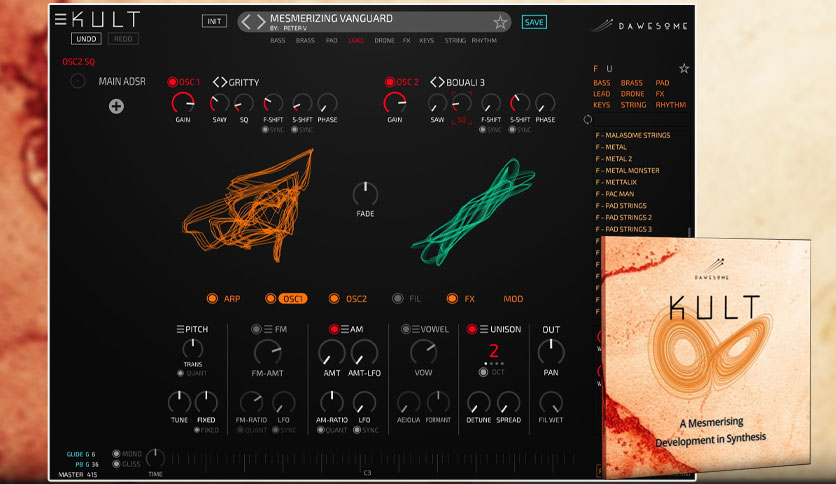 KULT
INIT
MESMERIZING VANGUARD
BY: PETER V
SAVE
DAWESOME
UNDO
REDO
BASS BRASS PAD LEAD DRONE FX KEYS STRING RHYTHM
OSC2 SQ
MAIN ADSR
OSC 1
GRITTY
OSC 2
BOUALI 3
GAIN SAW SQ F-SHIFT S-SHIFT PHASE
SYNC SYNC
GAIN SAW SQ F-SHIFT S-SHIFT PHASE
SYNC SYNC
F U
BASS BRASS PAD
LEAD DRONE FX
KEYS STRING RHYTHM
F - MALASOME STRINGS
F - METAL
F - METAL 2
F - METAL MONSTER
F - METTALIX
F - PAC MAN
F - PAD STRINGS
F - PAD STRINGS 2
F - PAD STRINGS 3
FADE
ARP OSC1 OSC2 FIL FX MOD
PITCH FM AM VOWEL UNISON OUT
2
TRANS
QUANT
FM-AMT
AMT AMT-LFO
VOW
OCT
PAN
TUNE FIXED
FIXED
FM-RATIO LFO
QUANT SYNC
AM-RATIO LFO
QUANT SYNC
AEIOUA FORMANT
DETUNE SPREAD
FIL WET
GLIDE G 6
PB G 36
MASTER 415
MONO
GLISS
TIME
C3
DAWESOME
KULT
A Mesmerising
Development in Synthesis